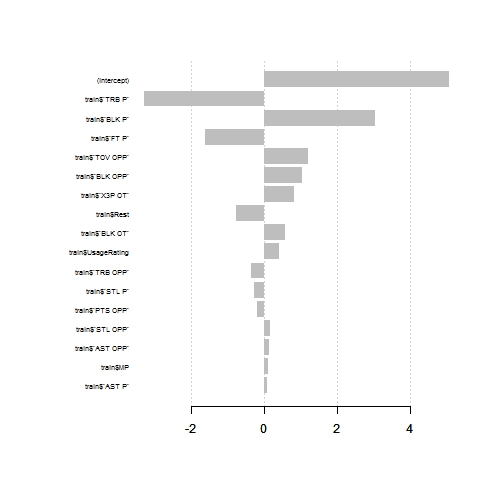 (Intercept)
train$`TRB P`
train$`BLK P`
train$`FT P`
train$`TOV OPP`
train$`BLK OPP`
train$`X3P OT`
train$Rest
train$`BLK OT`
train$UsageRating
train$`TRB OPP`
train$`STL P`
train$`PTS OPP`
train$`STL OPP`
train$`AST OPP`
train$MP
train$`AST P`
-2 0 2 4